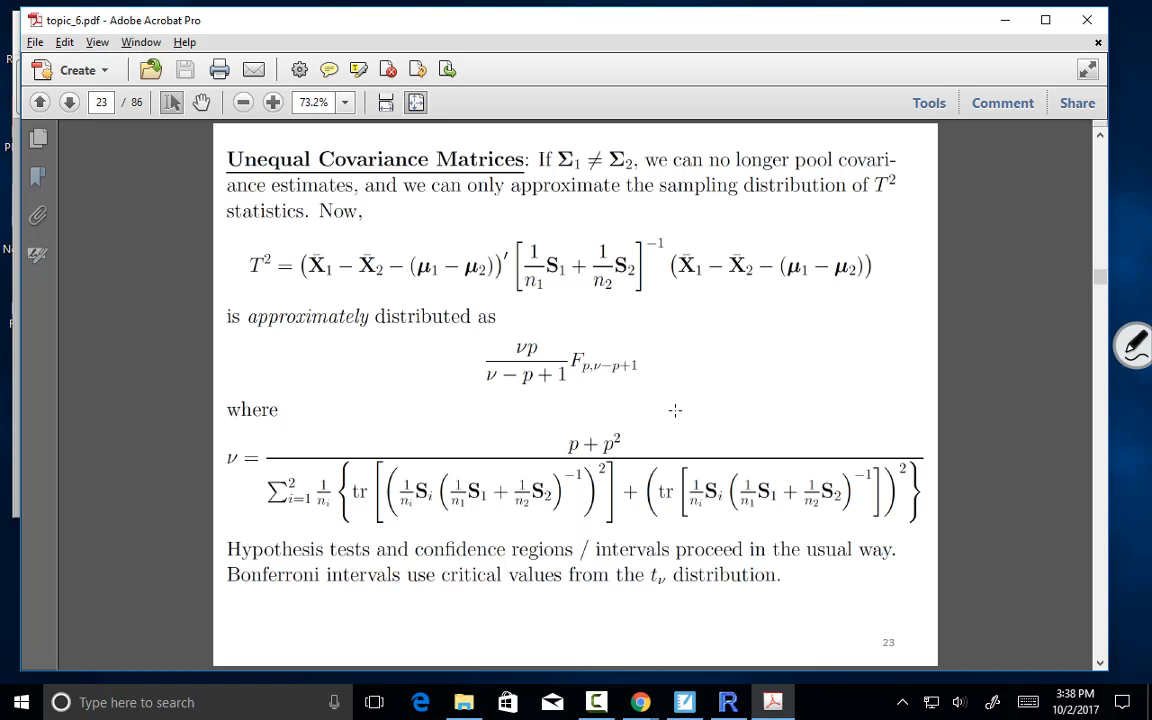 topic_6.pdf - Adobe Acrobat Pro
File Edit View Window Help
Create
23 / 86 73.2% Tools Comment Share
Unequal Covariance Matrices: If Σ₁ ≠ Σ₂, we can no longer pool covari-
ance estimates, and we can only approximate the sampling distribution of T²
statistics. Now,
T² = (X̄₁ − X̄₂ − (μ₁ − μ₂))′ [1/n₁ S₁ + 1/n₂ S₂]⁻¹ (X̄₁ − X̄₂ − (μ₁ − μ₂))
is approximately distributed as
νp/(ν − p + 1) F_{p,ν−p+1}
where
ν = (p + p²) / (∑_{i=1}^{2} 1/nᵢ {tr[(1/nᵢ Sᵢ (1/n₁ S₁ + 1/n₂ S₂)⁻¹)²] + (tr[1/nᵢ Sᵢ (1/n₁ S₁ + 1/n₂ S₂)⁻¹])²})
Hypothesis tests and confidence regions / intervals proceed in the usual way.
Bonferroni intervals use critical values from the t_ν distribution.
23
Type here to search
3:38 PM
10/2/2017